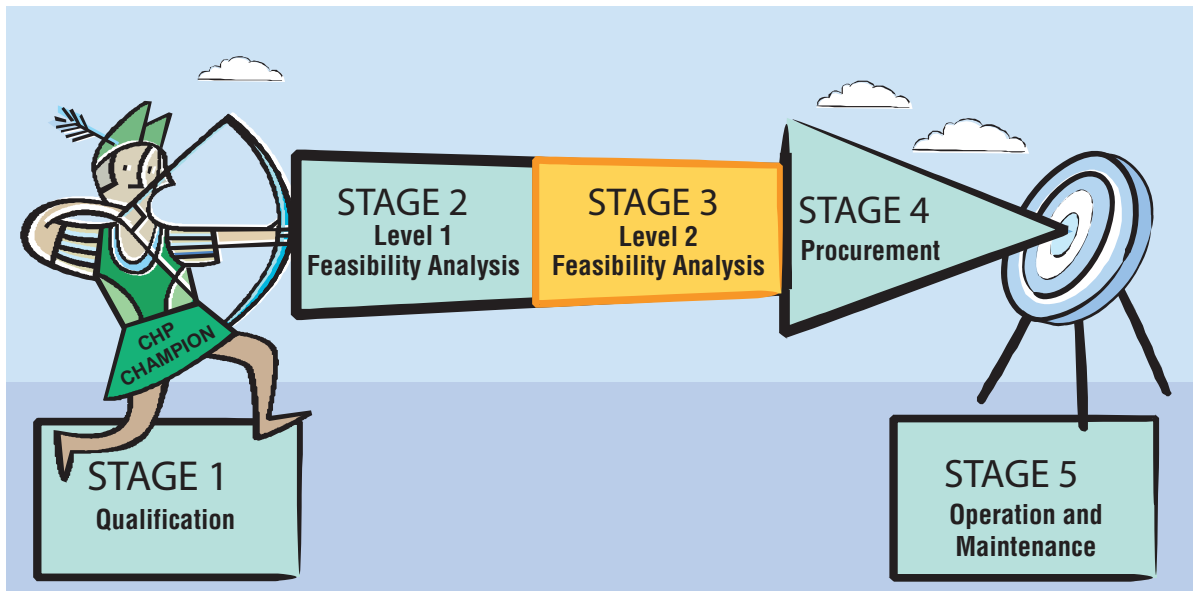 CHP
CHAMPION
STAGE 1
Qualification
STAGE 2
Level 1
Feasibility Analysis
STAGE 3
Level 2
Feasibility Analysis
STAGE 4
Procurement
STAGE 5
Operation and
Maintenance